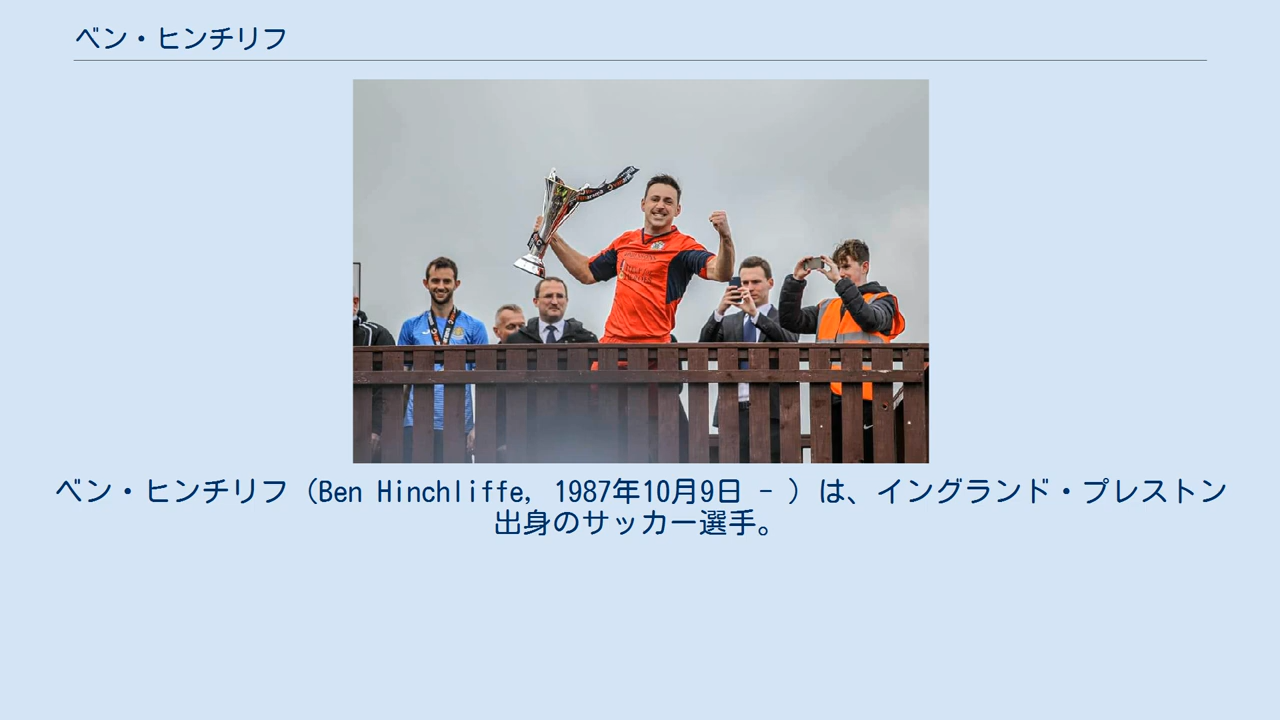 ベン・ヒンチリフ
ベン・ヒンチリフ（Ben Hinchliffe, 1987年10月9日 - ）は、イングランド・プレストン
出身のサッカー選手。